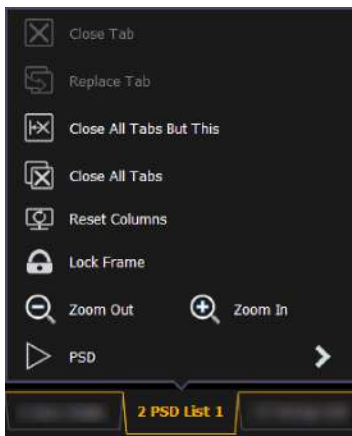 Close Tab
Replace Tab
Close All Tabs But This
Close All Tabs
Reset Columns
Lock Frame
Zoom Out Zoom In
PSD
2 PSD List 1